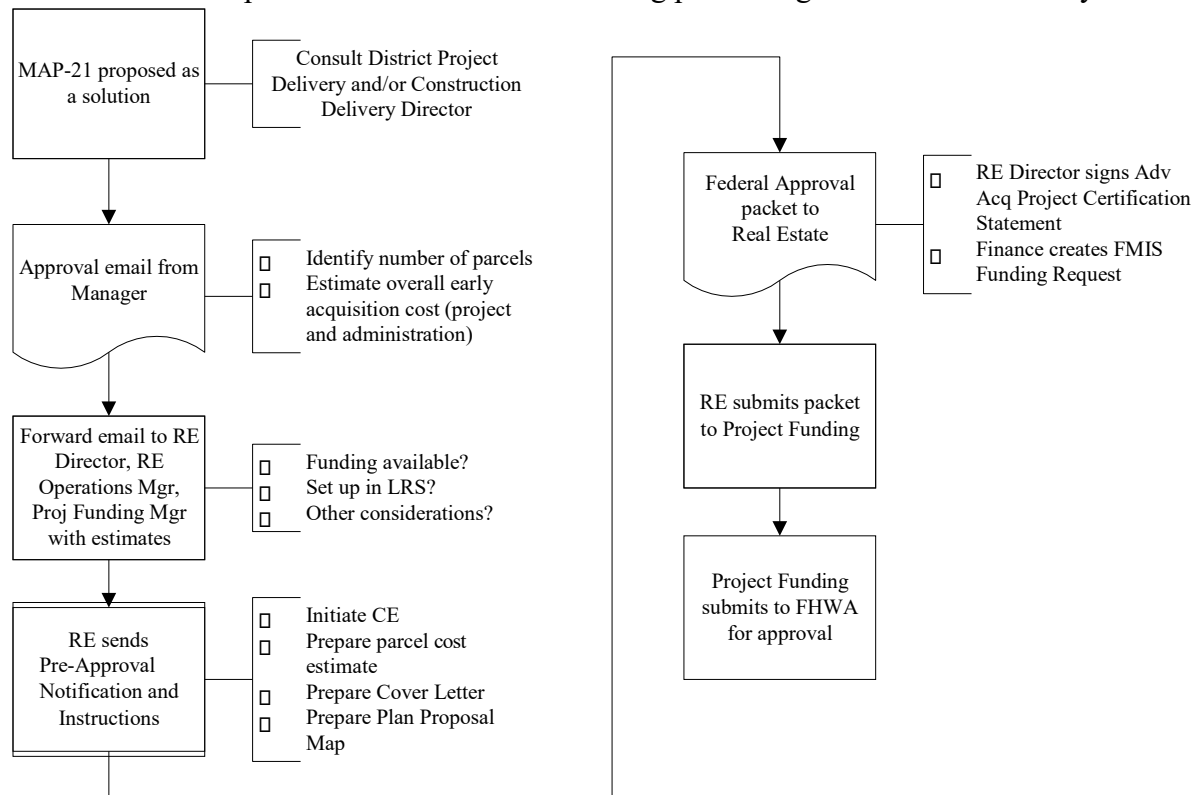 MAP-21 proposed as
a solution
Consult District Project
Delivery and/or Construction
Delivery Director
Approval email from
Manager
Identify number of parcels
Estimate overall early
acquisition cost (project
and administration)
Forward email to RE
Director, RE
Operations Mgr,
Proj Funding Mgr
with estimates
Funding available?
Set up in LRS?
Other considerations?
RE sends
Pre-Approval
Notification and
Instructions
Initiate CE
Prepare parcel cost
estimate
Prepare Cover Letter
Prepare Plan Proposal
Map
Federal Approval
packet to
Real Estate
RE Director signs Adv
Acq Project Certification
Statement
Finance creates FMIS
Funding Request
RE submits packet
to Project Funding
Project Funding
submits to FHWA
for approval